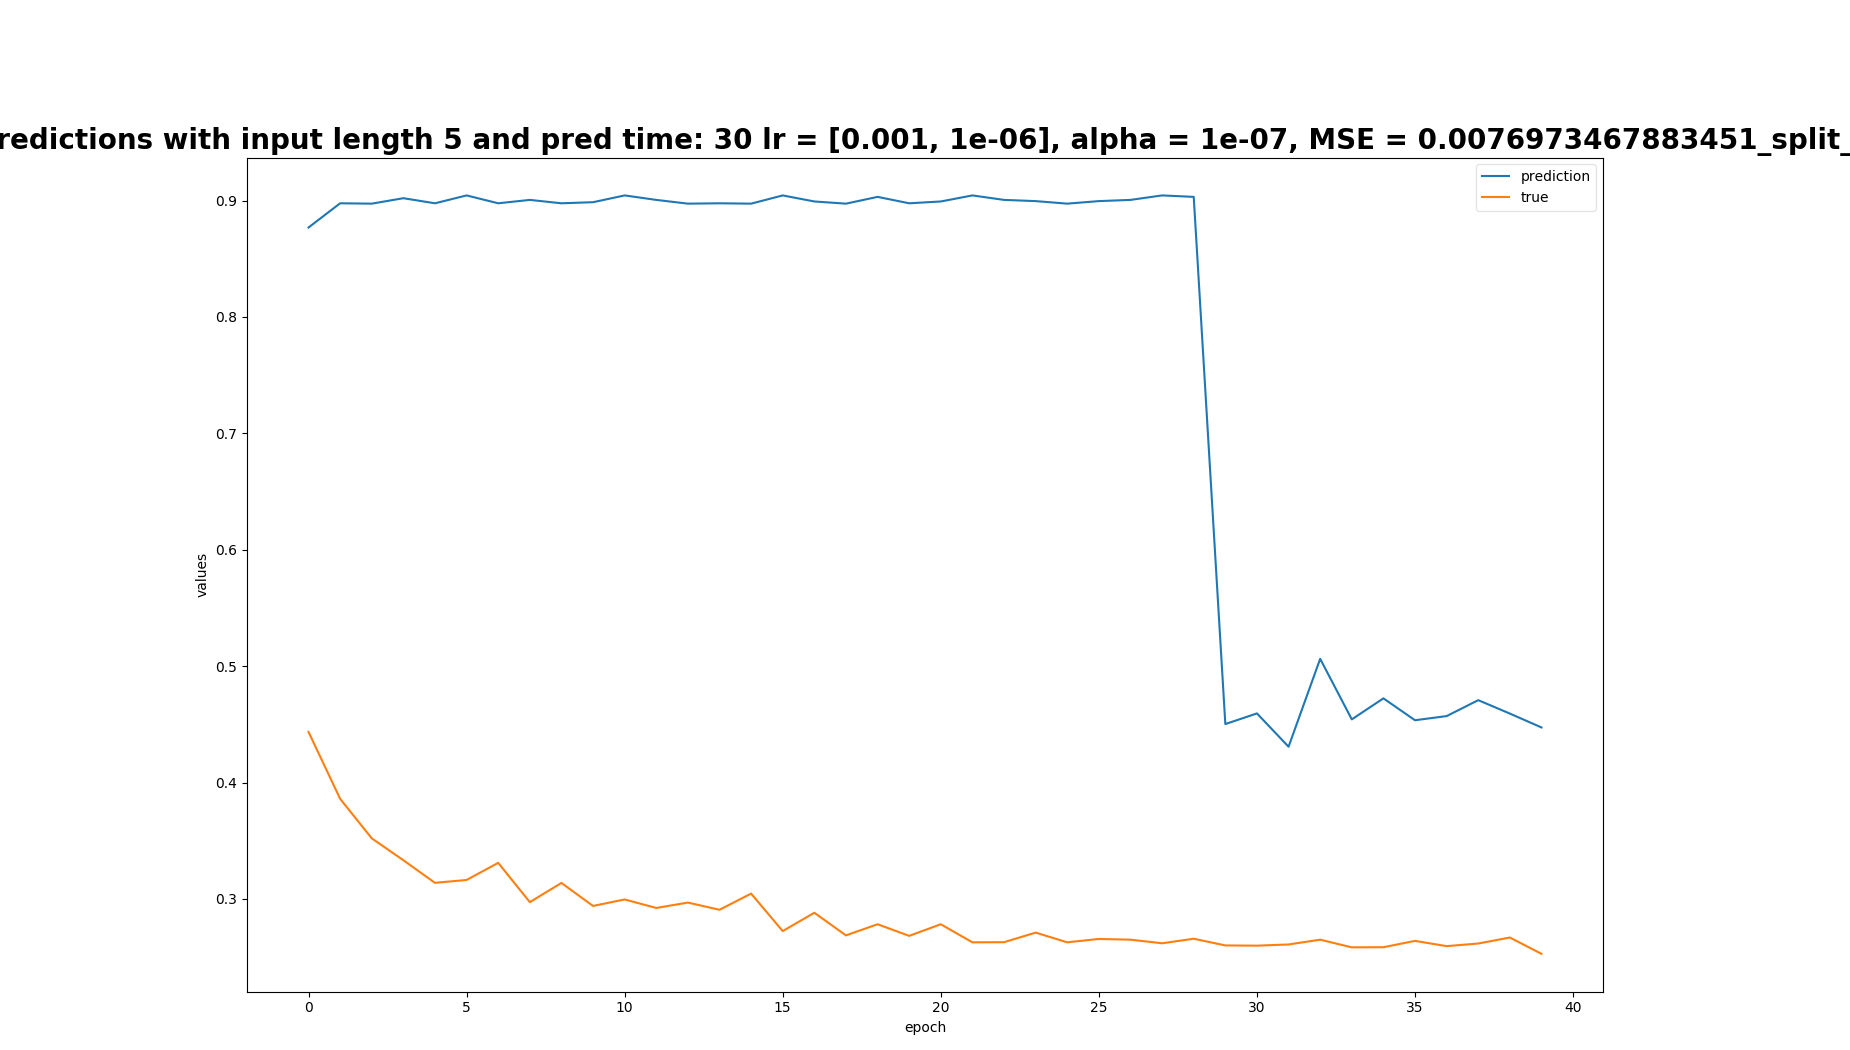 redictions with input length 5 and pred time: 30 lr = [0.001, 1e-06], alpha = 1e-07, MSE = 0.0076973467883451_split_
prediction
true
0.9
0.8
0.7
0.6
0.5
0.4
0.3
values
0 5 10 15 20 25 30 35 40
epoch